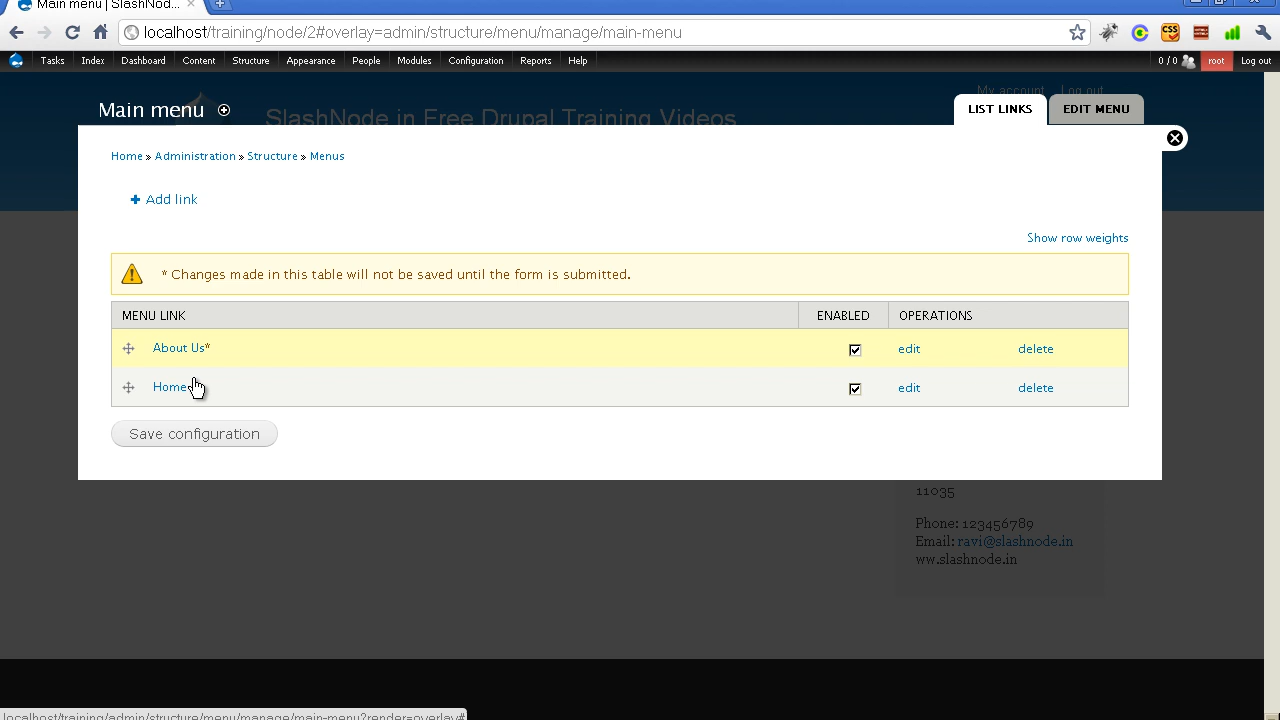 Main menu | SlashNod...
localhost/training/node/2#overlay=admin/structure/menu/manage/main-menu
CSS
Tasks Index Dashboard Content Structure Appearance People Modules Configuration Reports Help 0 / 0 root Log out
My account Log out
Main menu
SlashNode in Free Drupal Training Videos
LIST LINKS EDIT MENU
Home » Administration » Structure » Menus
+ Add link
Show row weights
* Changes made in this table will not be saved until the form is submitted.
MENU LINK ENABLED OPERATIONS
About Us* edit delete
Home edit delete
Save configuration
11035
Phone: 123456789
Email: ravi@slashnode.in
ww.slashnode.in
localhost/training/admin/structure/menu/manage/main-menu?render=overlay#